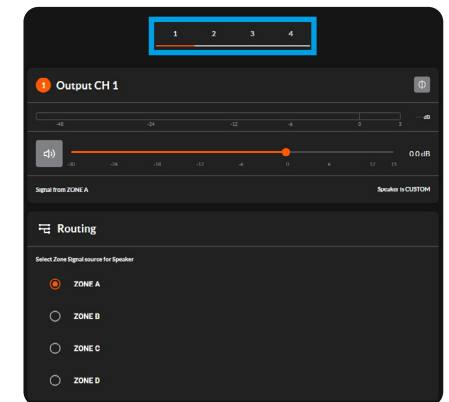 1 2 3 4
1 Output CH 1
-- dB
-48 -24 -12 -6 0 3
0.0 dB
-30 -24 -18 -12 -6 0 6 12 15
Signal from ZONE A Speaker is CUSTOM
Routing
Select Zone Signal source for Speaker
ZONE A
ZONE B
ZONE C
ZONE D